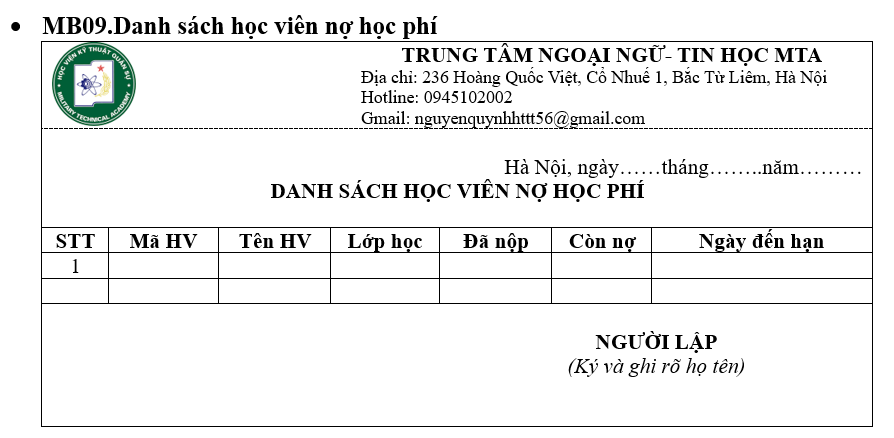 • MB09.Danh sách học viên nợ học phí
HỌC VIỆN KỸ THUẬT QUÂN SỰ
MILITARY TECHNICAL ACADEMY
TRUNG TÂM NGOẠI NGỮ- TIN HỌC MTA
Địa chỉ: 236 Hoàng Quốc Việt, Cổ Nhuế 1, Bắc Từ Liêm, Hà Nội
Hotline: 0945102002
Gmail: nguyenquynhhttt56@gmail.com
Hà Nội, ngày……tháng……..năm………
DANH SÁCH HỌC VIÊN NỢ HỌC PHÍ
STT Mã HV Tên HV Lớp học Đã nộp Còn nợ Ngày đến hạn
1
NGƯỜI LẬP
(Ký và ghi rõ họ tên)